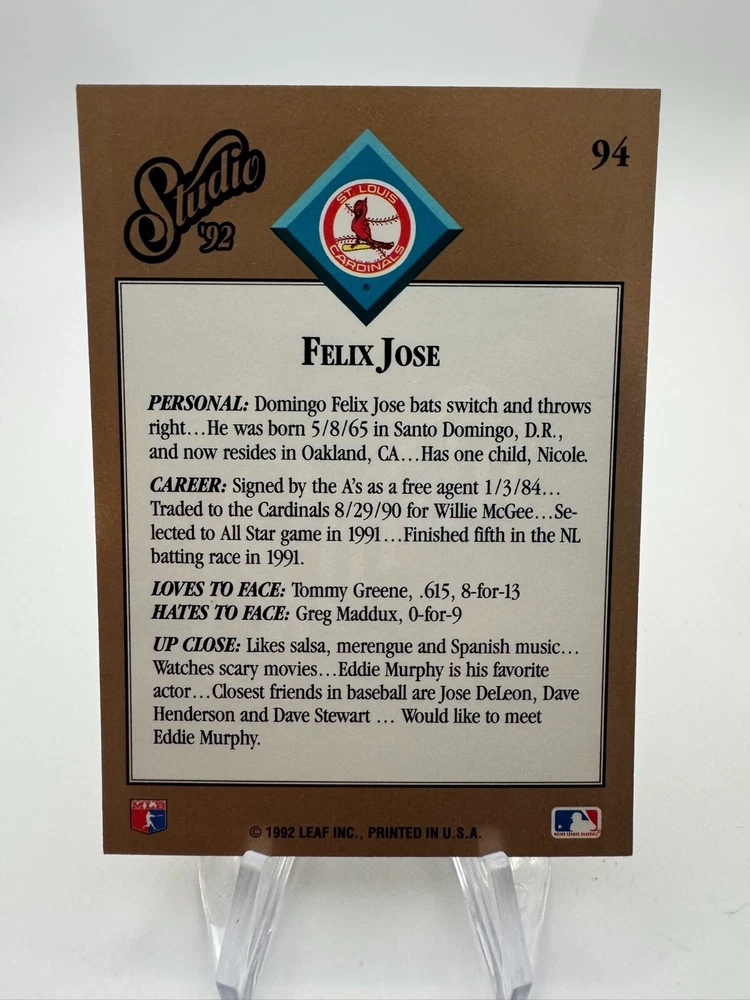 Studio
'92
94
ST. LOUIS
CARDINALS
®
FELIX JOSE
PERSONAL: Domingo Felix Jose bats switch and throws
right...He was born 5/8/65 in Santo Domingo, D.R.,
and now resides in Oakland, CA...Has one child, Nicole.
CAREER: Signed by the A's as a free agent 1/3/84...
Traded to the Cardinals 8/29/90 for Willie McGee...Se-
lected to All Star game in 1991...Finished fifth in the NL
batting race in 1991.
LOVES TO FACE: Tommy Greene, .615, 8-for-13
HATES TO FACE: Greg Maddux, 0-for-9
UP CLOSE: Likes salsa, merengue and Spanish music...
Watches scary movies...Eddie Murphy is his favorite
actor...Closest friends in baseball are Jose DeLeon, Dave
Henderson and Dave Stewart ... Would like to meet
Eddie Murphy.
© 1992 LEAF INC., PRINTED IN U.S.A.